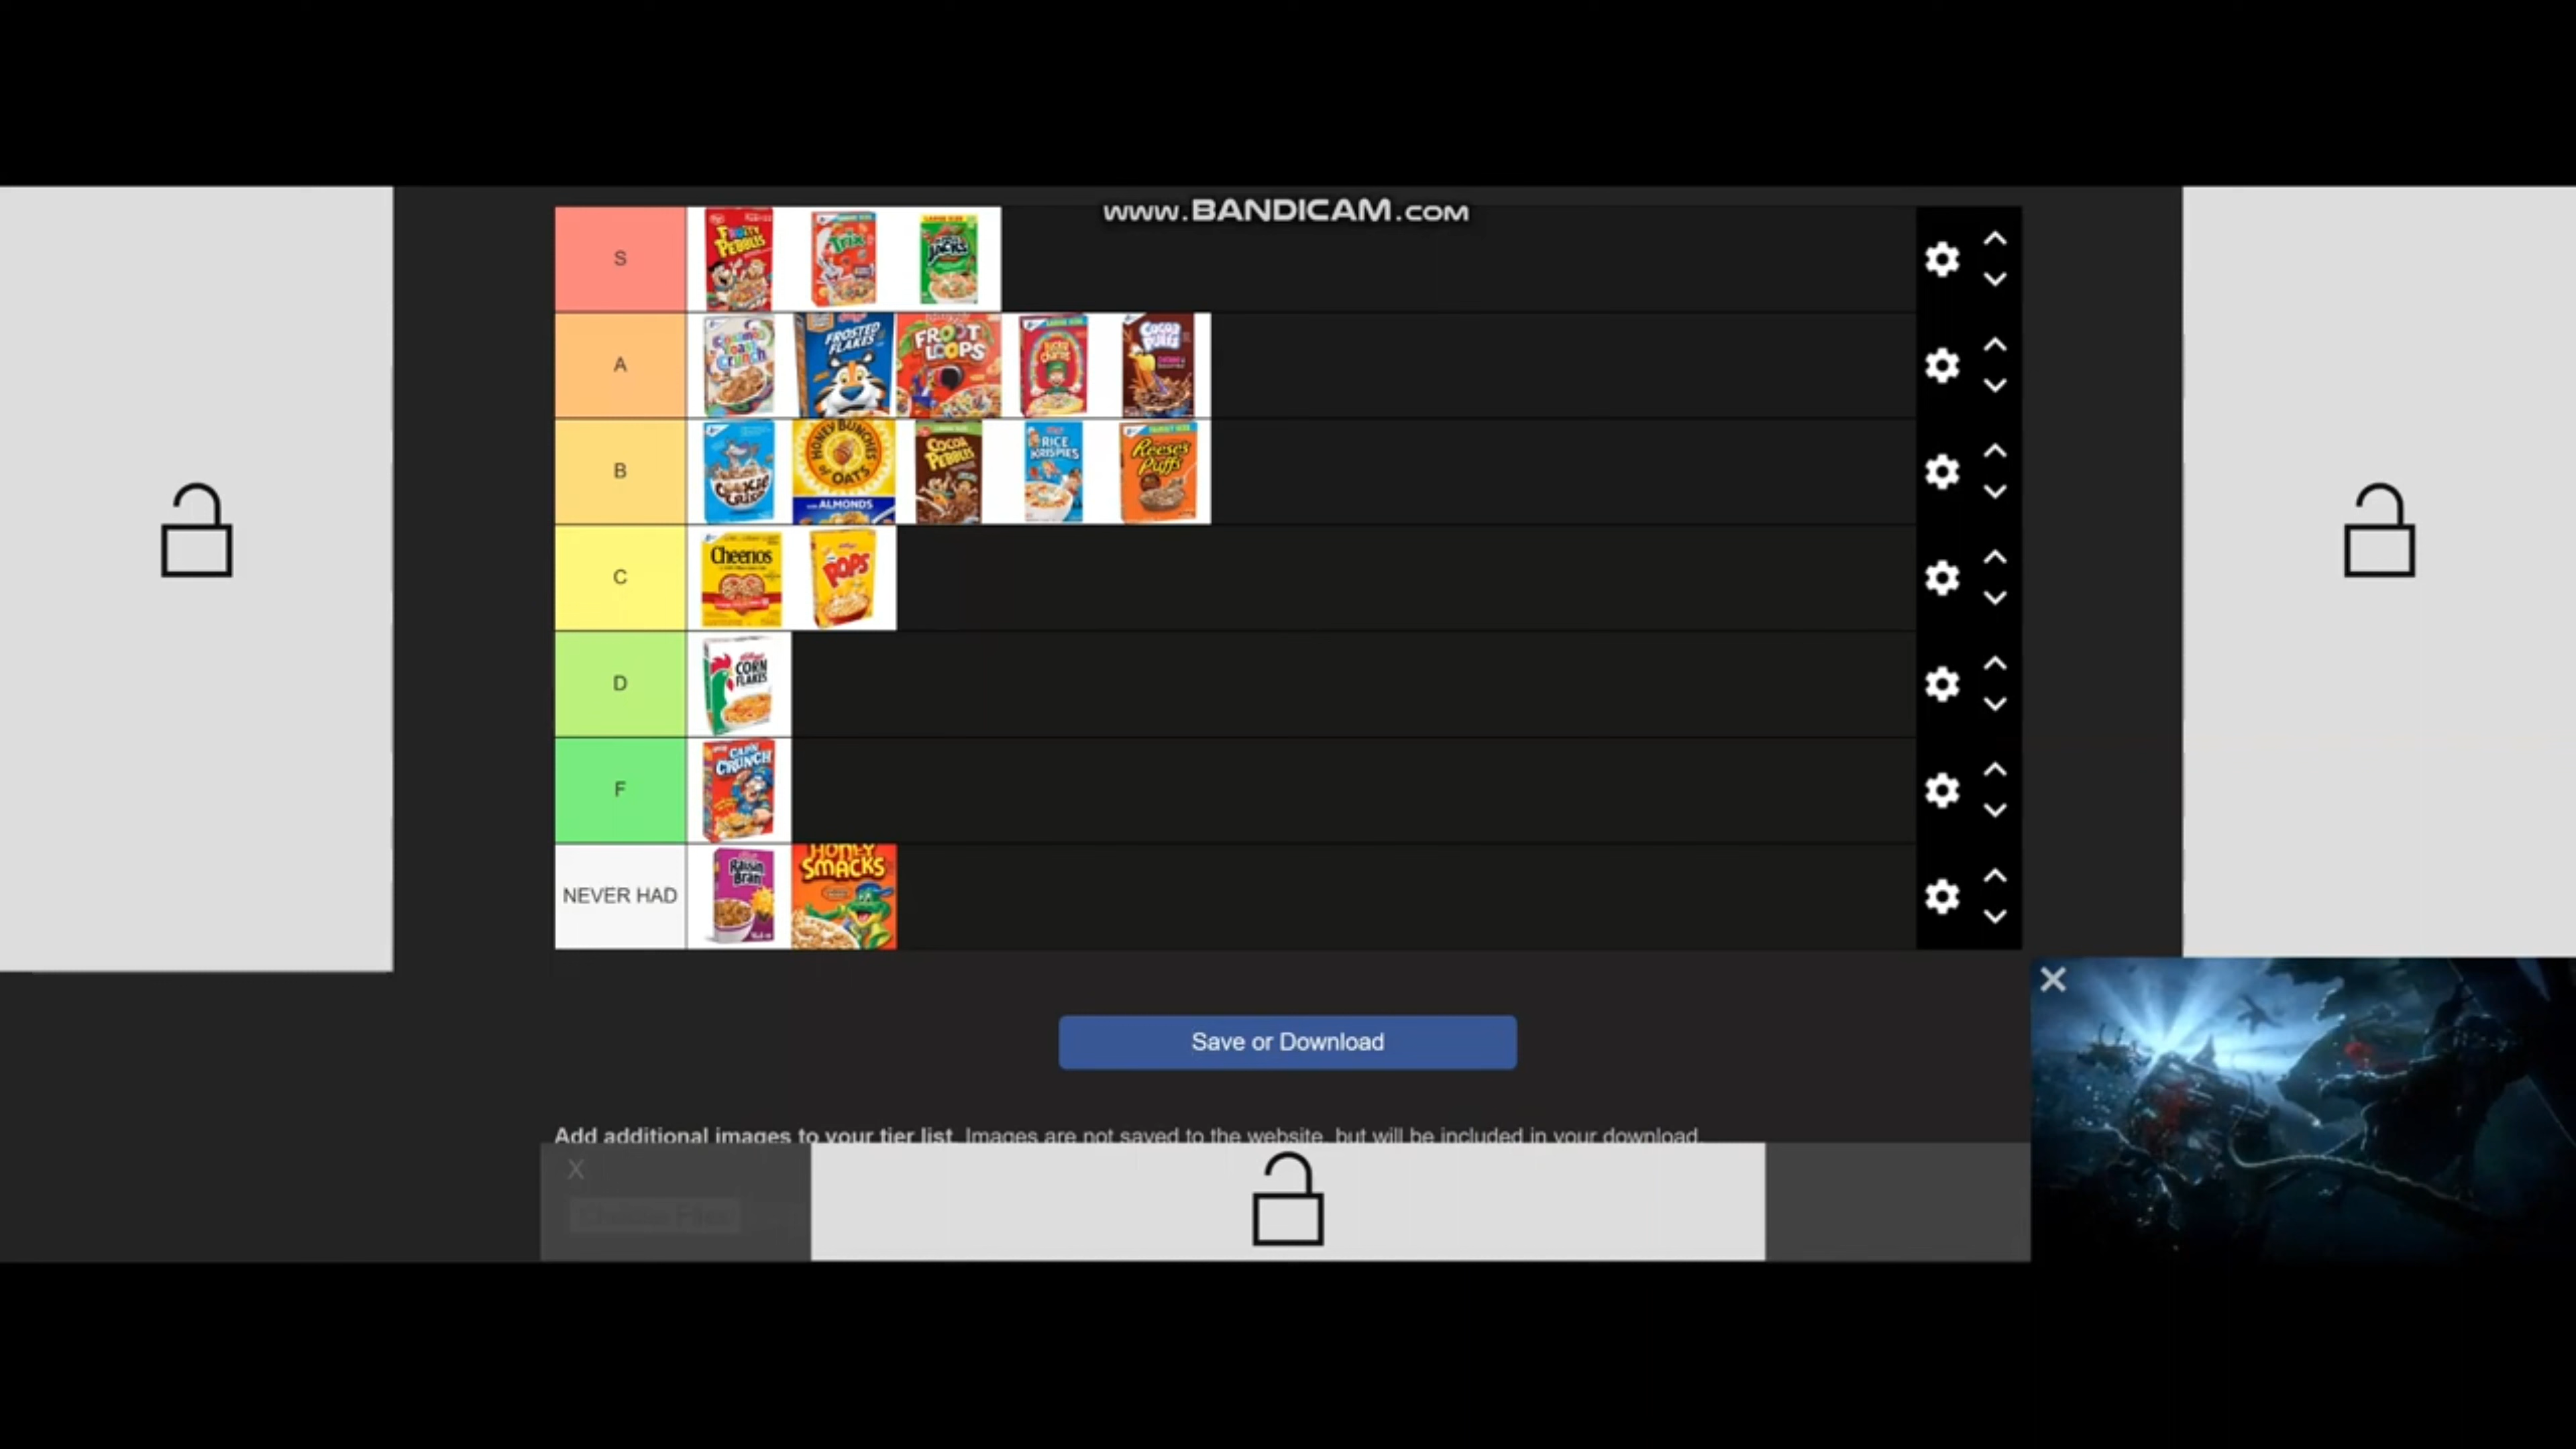 www.BANDICAM.com
S
FRUITY
PEBBLES
Trix
JACKS
A
Cinnamon
Toast
Crunch
FROSTED
FLAKES
FROOT
LOOPS
Lucky
Charms
COCOA
PUFFS
B
COOKIE
CRISP
HONEY BUNCHES
of OATS
ALMONDS
COCOA
PEBBLES
RICE
KRISPIES
FAMILY SIZE
Reese's
Puffs
C
Cheerios
POPS
D
CORN
FLAKES
F
CAP'N
CRUNCH
NEVER HAD
Raisin
Bran
HONEY
SMACKS
Save or Download
Add additional images to your tier list. Images are not saved to the website, but will be included in your download.
X